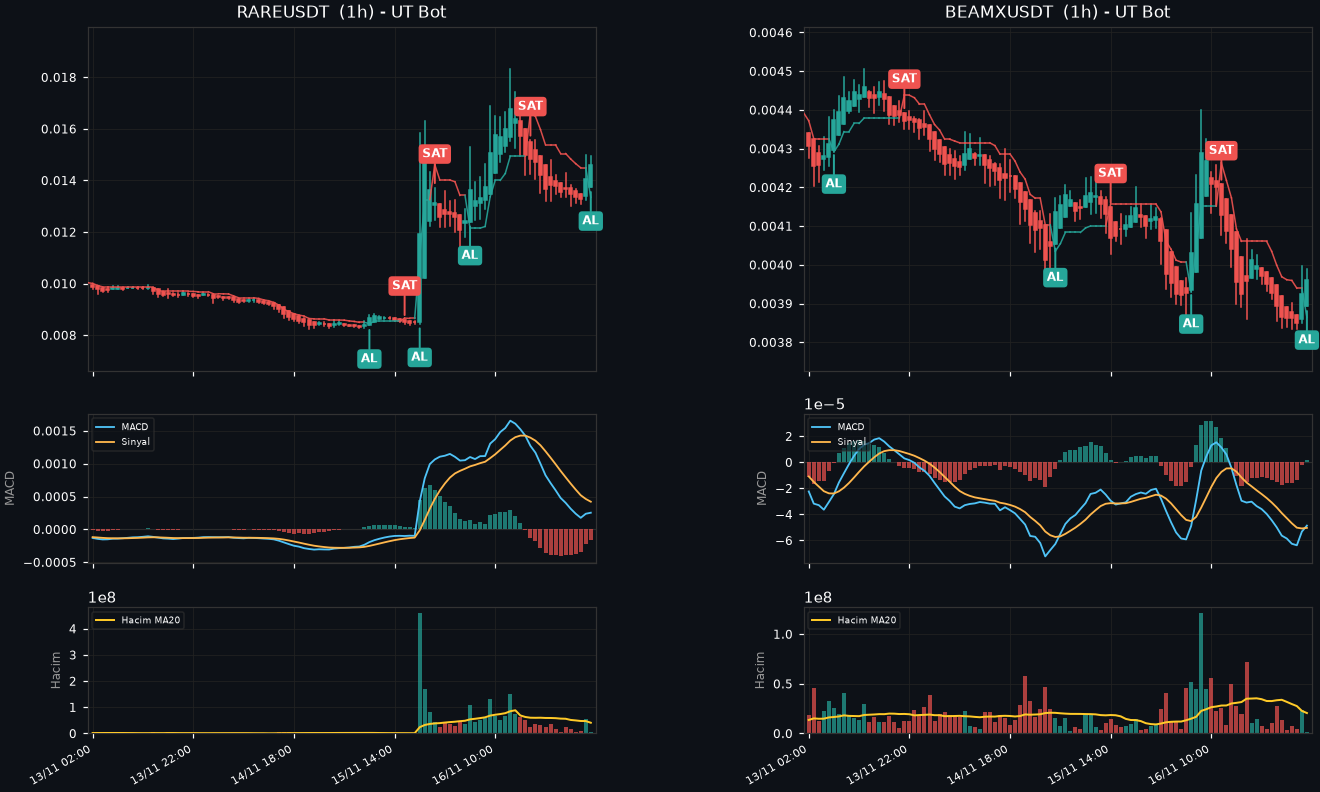 RAREUSDT  (1h) - UT Bot
0.018
0.016
0.014
0.012
0.010
0.008
SAT
SAT
SAT
AL
AL
AL
AL
MACD
Sinyal
MACD
0.0015
0.0010
0.0005
0.0000
−0.0005
1e8
Hacim MA20
Hacim
4
3
2
1
0
13/11 02:00
13/11 22:00
14/11 18:00
15/11 14:00
16/11 10:00
BEAMXUSDT  (1h) - UT Bot
0.0046
0.0045
0.0044
0.0043
0.0042
0.0041
0.0040
0.0039
0.0038
SAT
SAT
SAT
AL
AL
AL
AL
1e−5
MACD
Sinyal
MACD
2
0
−2
−4
−6
1e8
Hacim MA20
Hacim
1.0
0.5
0.0
13/11 02:00
13/11 22:00
14/11 18:00
15/11 14:00
16/11 10:00